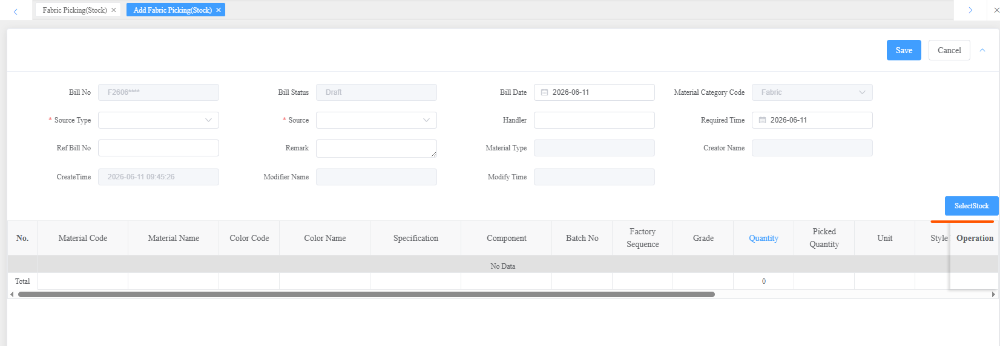 Fabric Picking(Stock)
Add Fabric Picking(Stock)
Save
Cancel
Bill No
F2606****
Bill Status
Draft
Bill Date
2026-06-11
Material Category Code
Fabric
* Source Type
* Source
Handler
Required Time
2026-06-11
Ref Bill No
Remark
Material Type
Creator Name
CreateTime
2026-06-11 09:45:26
Modifier Name
Modify Time
SelectStock
No.
Material Code
Material Name
Color Code
Color Name
Specification
Component
Batch No
Factory
Sequence
Grade
Quantity
Picked
Quantity
Unit
Style
Operation
No Data
Total
0